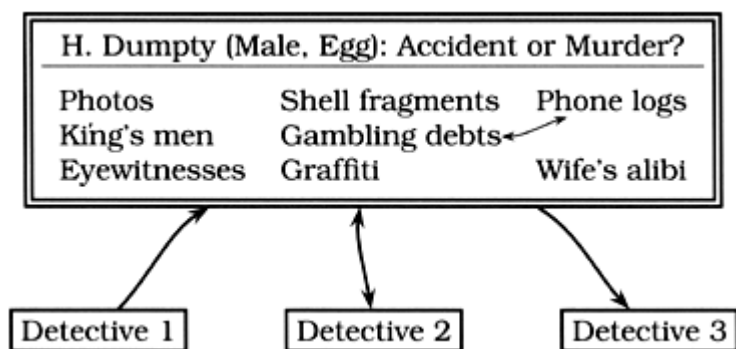 H. Dumpty (Male, Egg): Accident or Murder?
Photos Shell fragments Phone logs
King's men Gambling debts
Eyewitnesses Graffiti Wife's alibi
Detective 1 Detective 2 Detective 3